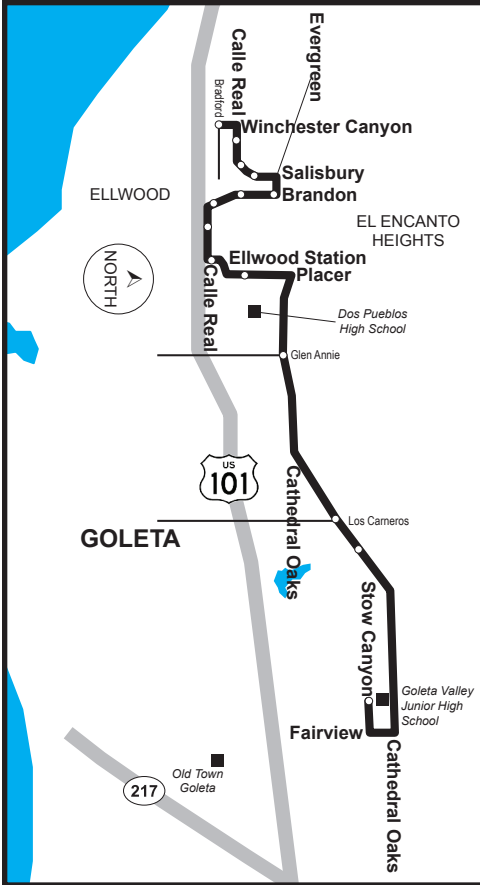 Evergreen
Calle Real
Bradford
Winchester Canyon
Salisbury
Brandon
ELLWOOD
EL ENCANTO
HEIGHTS
NORTH
Ellwood Station
Placer
Calle Real
Dos Pueblos
High School
Glen Annie
US
101
Cathedral Oaks
Los Carneros
GOLETA
Stow Canyon
Goleta Valley
Junior High
School
Fairview
Cathedral Oaks
Old Town
Goleta
217